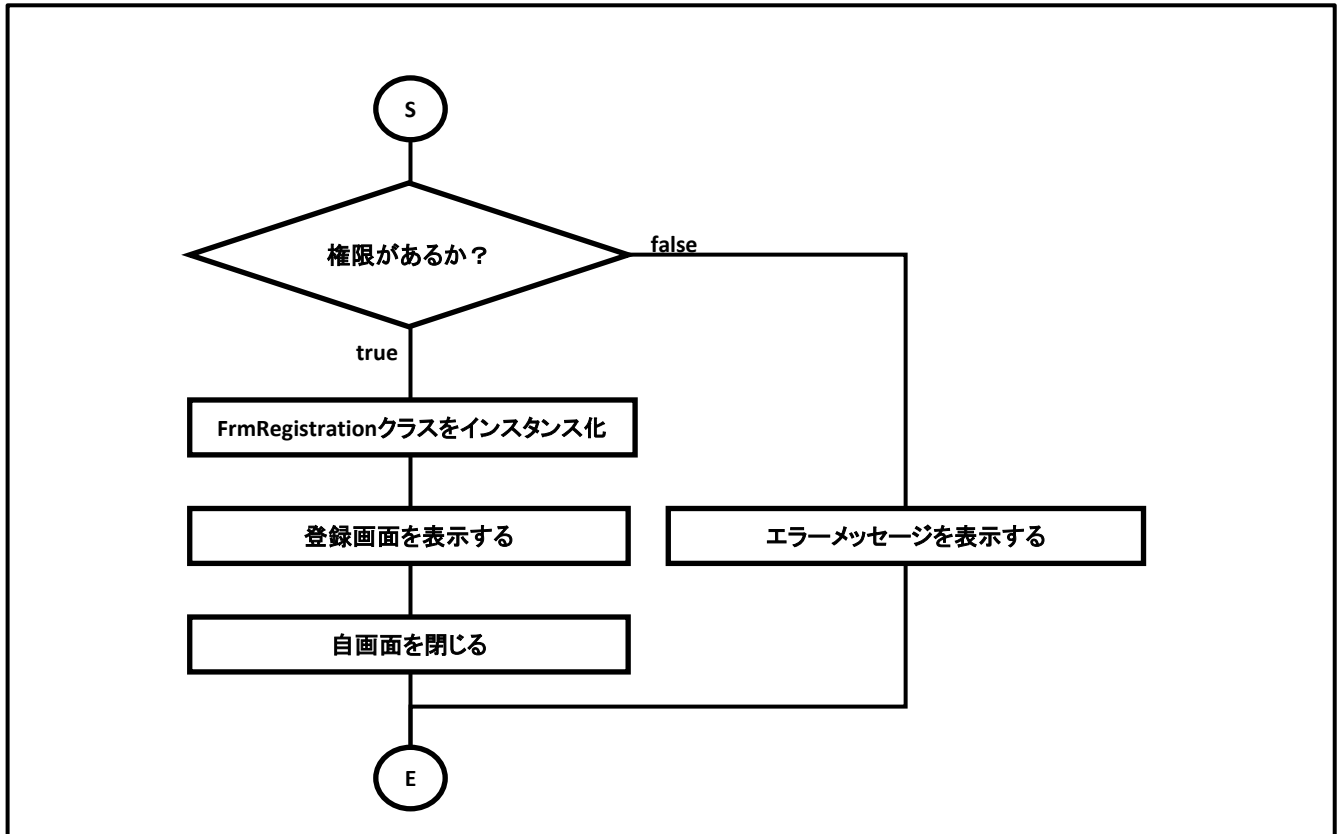 S
権限があるか？
false
true
FrmRegistrationクラスをインスタンス化
登録画面を表示する
エラーメッセージを表示する
自画面を閉じる
E